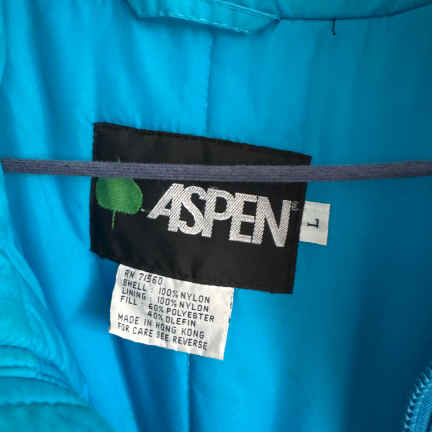 ASPEN
L
RN 71560
SHELL : 100% NYLON
LINING : 100% NYLON
FILL : 60% POLYESTER
40% OLEFIN
MADE IN HONG KONG
FOR CARE SEE REVERSE